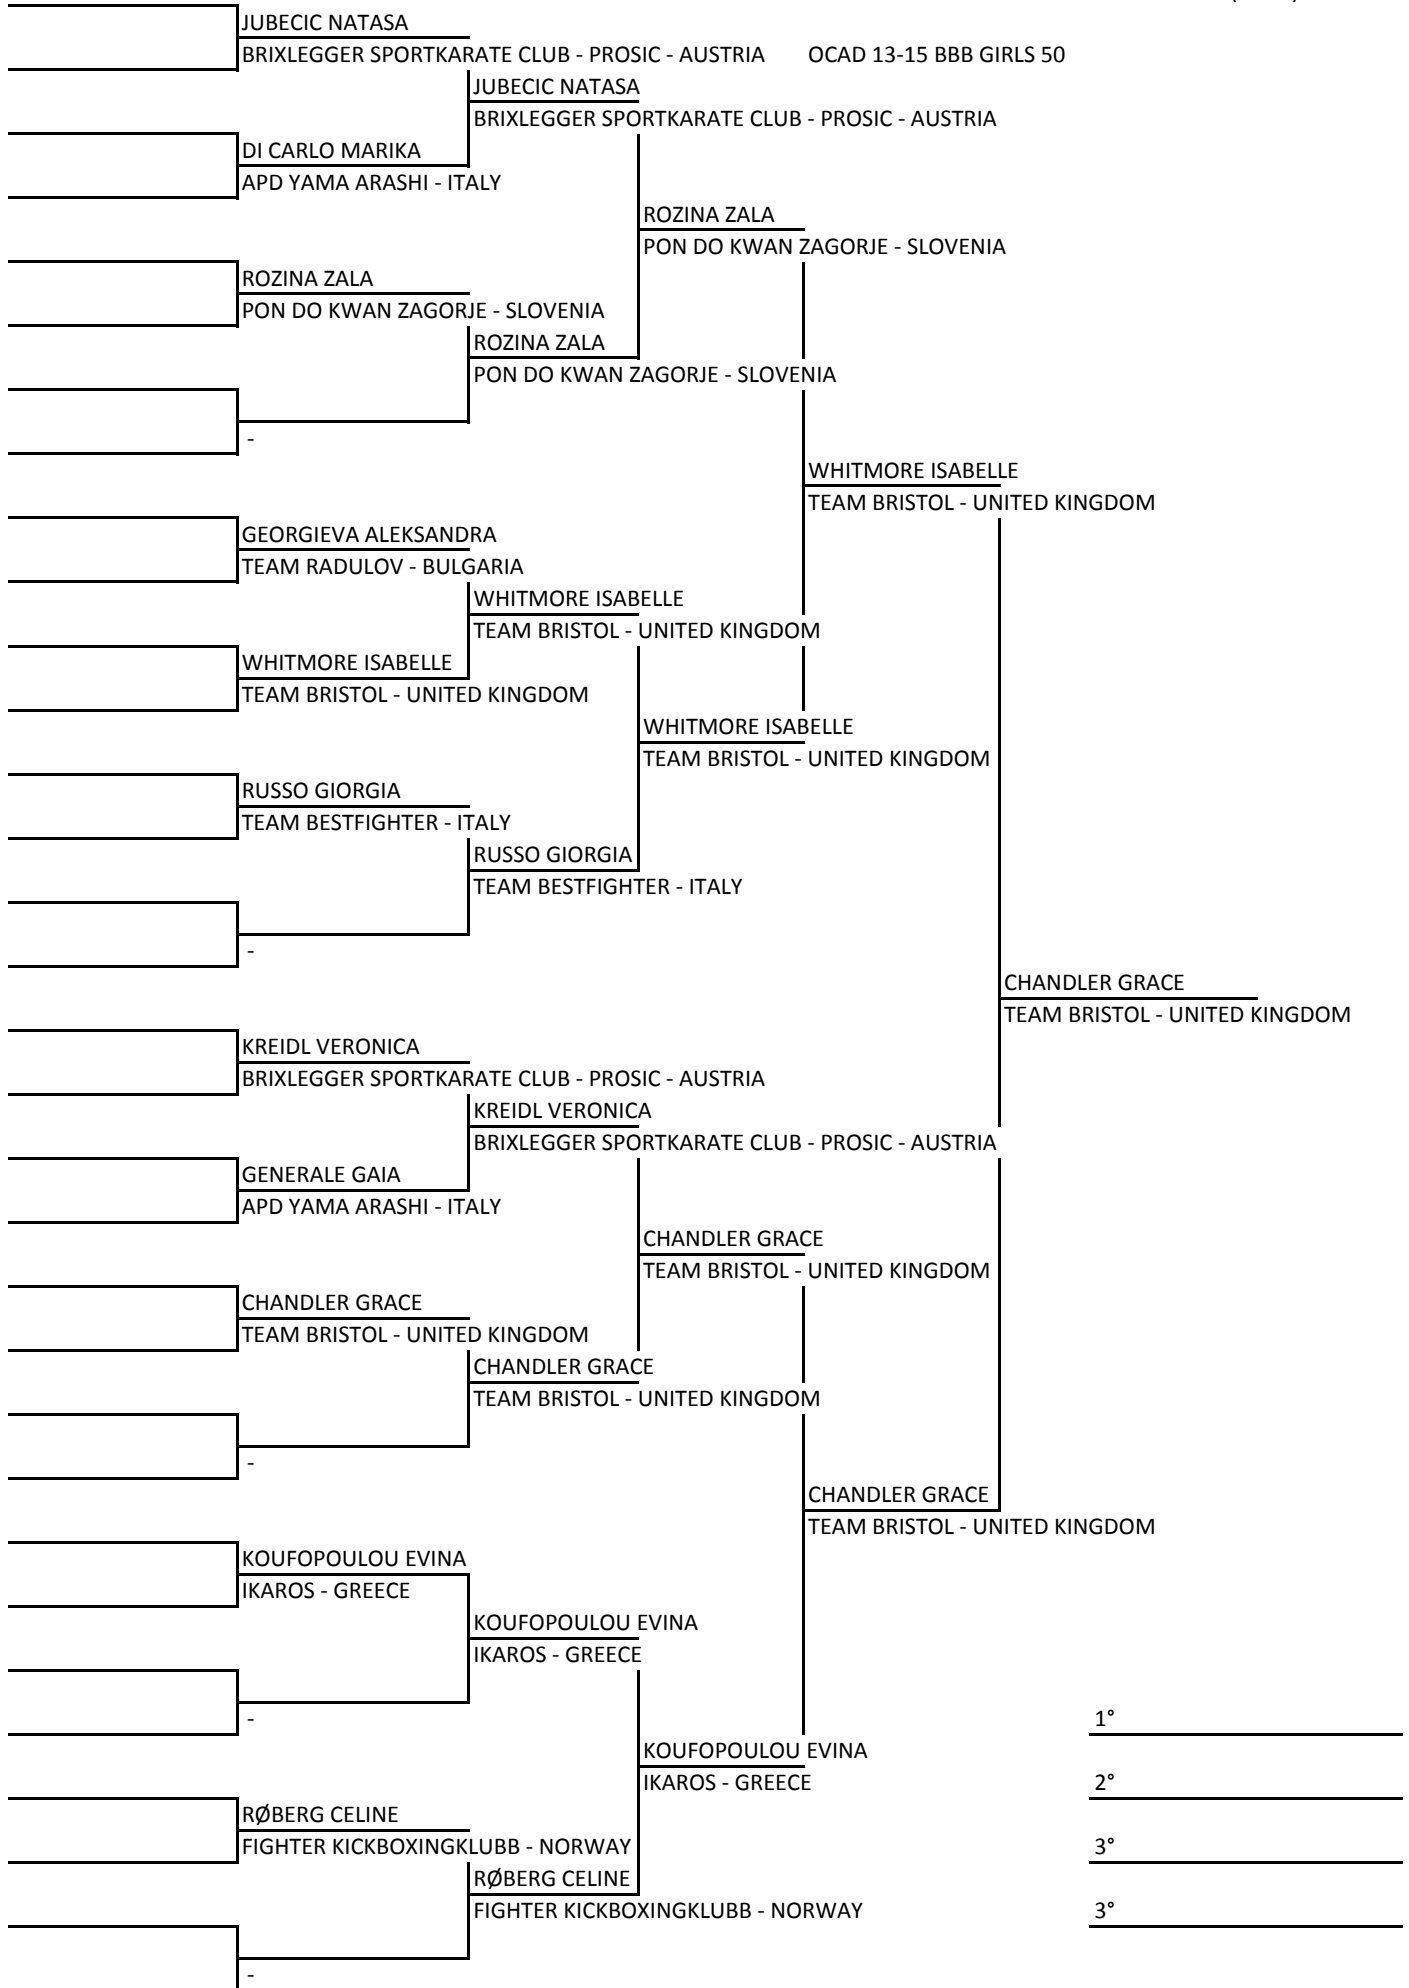 JUBECIC NATASA
BRIXLEGGER SPORTKARATE CLUB - PROSIC - AUSTRIA
OCAD 13-15 BBB GIRLS 50
JUBECIC NATASA
BRIXLEGGER SPORTKARATE CLUB - PROSIC - AUSTRIA
DI CARLO MARIKA
APD YAMA ARASHI - ITALY
ROZINA ZALA
PON DO KWAN ZAGORJE - SLOVENIA
ROZINA ZALA
PON DO KWAN ZAGORJE - SLOVENIA
ROZINA ZALA
PON DO KWAN ZAGORJE - SLOVENIA
-
WHITMORE ISABELLE
TEAM BRISTOL - UNITED KINGDOM
GEORGIEVA ALEKSANDRA
TEAM RADULOV - BULGARIA
WHITMORE ISABELLE
TEAM BRISTOL - UNITED KINGDOM
WHITMORE ISABELLE
TEAM BRISTOL - UNITED KINGDOM
WHITMORE ISABELLE
TEAM BRISTOL - UNITED KINGDOM
RUSSO GIORGIA
TEAM BESTFIGHTER - ITALY
RUSSO GIORGIA
TEAM BESTFIGHTER - ITALY
-
CHANDLER GRACE
TEAM BRISTOL - UNITED KINGDOM
KREIDL VERONICA
BRIXLEGGER SPORTKARATE CLUB - PROSIC - AUSTRIA
KREIDL VERONICA
BRIXLEGGER SPORTKARATE CLUB - PROSIC - AUSTRIA
GENERALE GAIA
APD YAMA ARASHI - ITALY
CHANDLER GRACE
TEAM BRISTOL - UNITED KINGDOM
CHANDLER GRACE
TEAM BRISTOL - UNITED KINGDOM
CHANDLER GRACE
TEAM BRISTOL - UNITED KINGDOM
-
CHANDLER GRACE
TEAM BRISTOL - UNITED KINGDOM
KOUFOPOULOU EVINA
IKAROS - GREECE
KOUFOPOULOU EVINA
IKAROS - GREECE
-
1°
KOUFOPOULOU EVINA
IKAROS - GREECE
2°
RØBERG CELINE
FIGHTER KICKBOXINGKLUBB - NORWAY
3°
RØBERG CELINE
FIGHTER KICKBOXINGKLUBB - NORWAY
3°
-